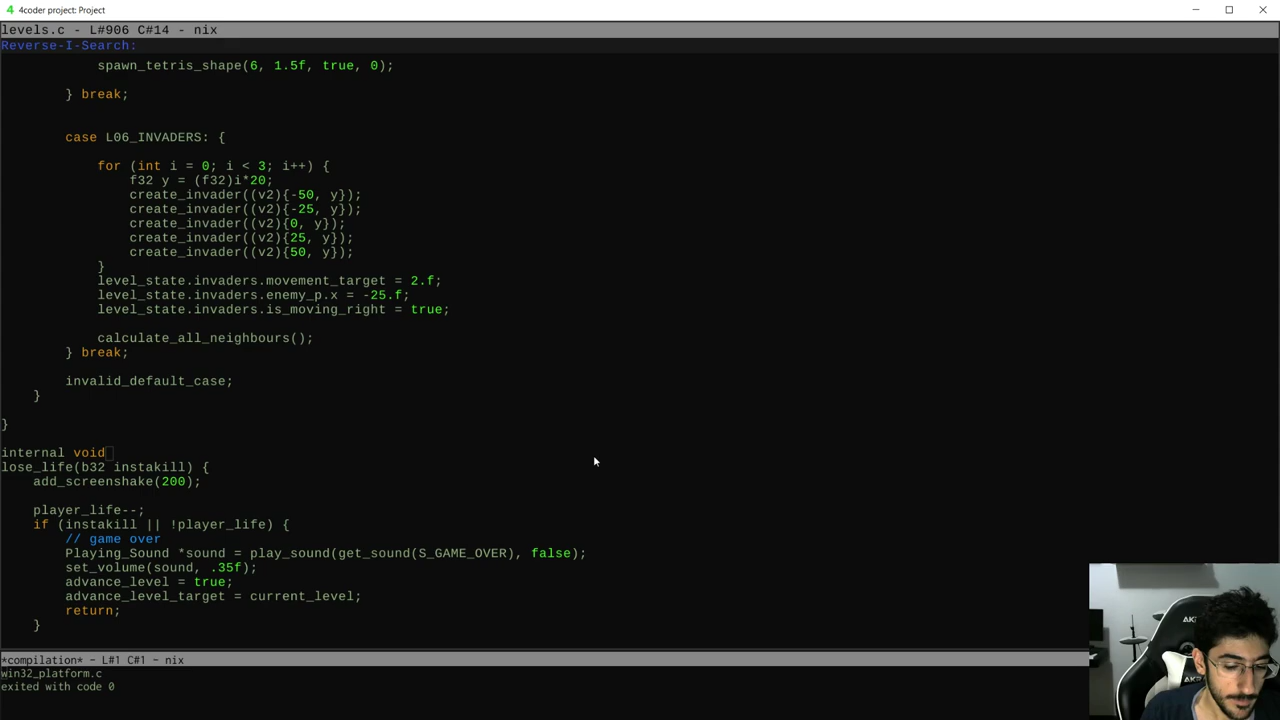 4coder project: Project
levels.c - L#906 C#14 - nix
Reverse-I-Search:
spawn_tetris_shape(6, 1.5f, true, 0);
} break;
case L06_INVADERS: {
for (int i = 0; i < 3; i++) {
f32 y = (f32)i*20;
create_invader((v2){-50, y});
create_invader((v2){-25, y});
create_invader((v2){0, y});
create_invader((v2){25, y});
create_invader((v2){50, y});
}
level_state.invaders.movement_target = 2.f;
level_state.invaders.enemy_p.x = -25.f;
level_state.invaders.is_moving_right = true;
calculate_all_neighbours();
} break;
invalid_default_case;
}
}
internal void
lose_life(b32 instakill) {
add_screenshake(200);
player_life--;
if (instakill || !player_life) {
// game over
Playing_Sound *sound = play_sound(get_sound(S_GAME_OVER), false);
set_volume(sound, .35f);
advance_level = true;
advance_level_target = current_level;
return;
}
*compilation* - L#1 C#1 - nix
win32_platform.c
exited with code 0